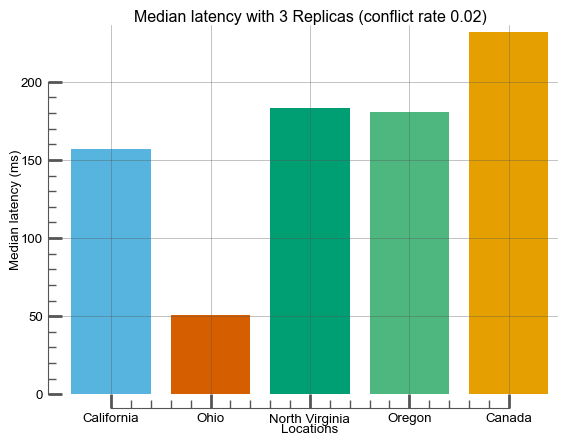 Median latency with 3 Replicas (conflict rate 0.02)
Median latency (ms)
200
150
100
50
0
California Ohio North Virginia Oregon Canada
Locations